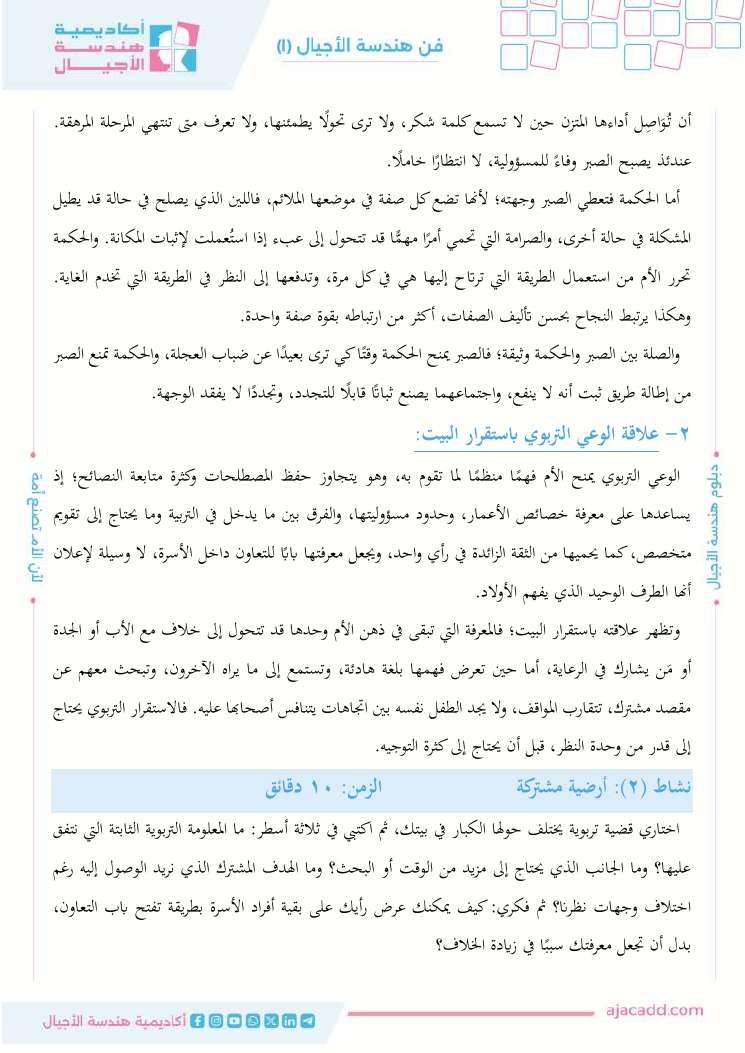 أكاديمية
هندسة
الأجيال
فن هندسة الأجيال (١)
أن تُوَاصِل أداءها المتزن حين لا تسمع كلمة شكر، ولا ترى تحولًا يطمئنها، ولا تعرف متى تنتهي المرحلة المرهقة.
عندئذ يصبح الصبر وفاءً للمسؤولية، لا انتظارًا خاملًا.
أما الحكمة فتعطي الصبر وجهته؛ لأنها تضع كل صفة في موضعها الملائم، فاللين الذي يصلح في حالة قد يطيل
المشكلة في حالة أخرى، والصرامة التي تحمي أمرًا مهمًّا قد تتحول إلى عبء إذا استُعملت لإثبات المكانة. والحكمة
تحرر الأم من استعمال الطريقة التي ترتاح إليها هي في كل مرة، وتدفعها إلى النظر في الطريقة التي تخدم الغاية.
وهكذا يرتبط النجاح بحسن تأليف الصفات، أكثر من ارتباطه بقوة صفة واحدة.
والصلة بين الصبر والحكمة وثيقة؛ فالصبر يمنح الحكمة وقتًا كي ترى بعيدًا عن ضباب العجلة، والحكمة تمنع الصبر
من إطالة طريق ثبت أنه لا ينفع، واجتماعهما يصنع ثباتًا قابلًا للتجدد، وتجددًا لا يفقد الوجهة.
٢- علاقة الوعي التربوي باستقرار البيت:
الوعي التربوي يمنح الأم فهمًا منظمًا لما تقوم به، وهو يتجاوز حفظ المصطلحات وكثرة متابعة النصائح؛ إذ
يساعدها على معرفة خصائص الأعمار، وحدود مسؤوليتها، والفرق بين ما يدخل في التربية وما يحتاج إلى تقويم
متخصص، كما يحميها من الثقة الزائدة في رأي واحد، ويجعل معرفتها بابًا للتعاون داخل الأسرة، لا وسيلة لإعلان
أنها الطرف الوحيد الذي يفهم الأولاد.
وتظهر علاقته باستقرار البيت؛ فالمعرفة التي تبقى في ذهن الأم وحدها قد تتحول إلى خلاف مع الأب أو الجدة
أو مَن يشارك في الرعاية، أما حين تعرض فهمها بلغة هادئة، وتستمع إلى ما يراه الآخرون، وتبحث معهم عن
مقصد مشترك، تتقارب المواقف، ولا يجد الطفل نفسه بين اتجاهات يتنافس أصحابها عليه. فالاستقرار التربوي يحتاج
إلى قدر من وحدة النظر، قبل أن يحتاج إلى كثرة التوجيه.
نشاط (٢): أرضية مشتركة الزمن: ١٠ دقائق
اختاري قضية تربوية يختلف حولها الكبار في بيتك، ثم اكتبي في ثلاثة أسطر: ما المعلومة التربوية الثابتة التي نتفق
عليها؟ وما الجانب الذي يحتاج إلى مزيد من الوقت أو البحث؟ وما الهدف المشترك الذي نريد الوصول إليه رغم
اختلاف وجهات نظرنا؟ ثم فكري: كيف يمكنك عرض رأيك على بقية أفراد الأسرة بطريقة تفتح باب التعاون،
بدل أن تجعل معرفتك سببًا في زيادة الخلاف؟
دبلوم هندسة الأجيال
لأن الأم تصنع أمة
أكاديمية هندسة الأجيال
ajacadd.com